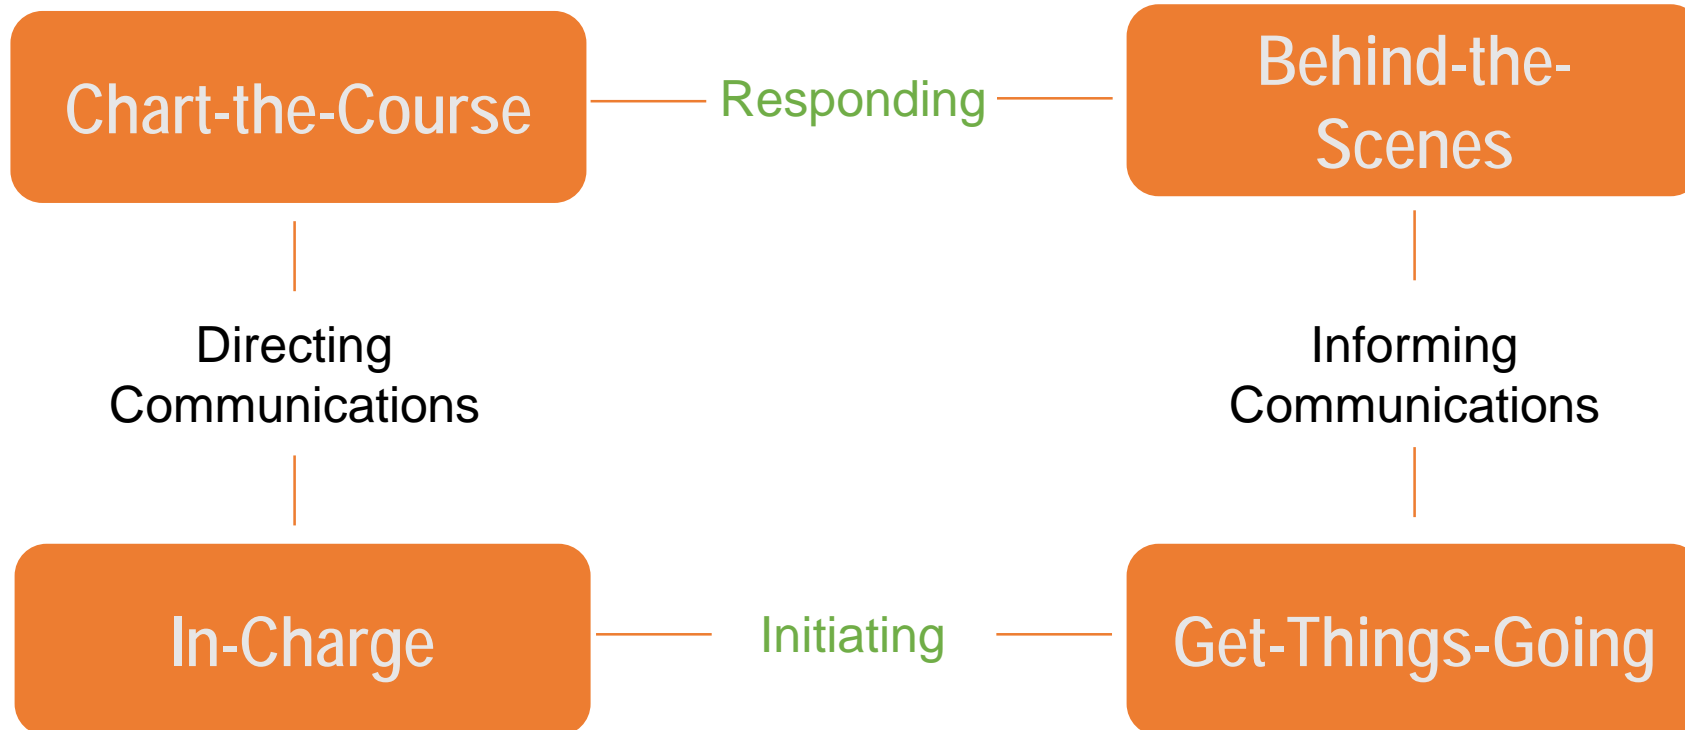 Chart-the-Course
Responding
Behind-the-
Scenes
Directing
Communications
Informing
Communications
In-Charge
Initiating
Get-Things-Going